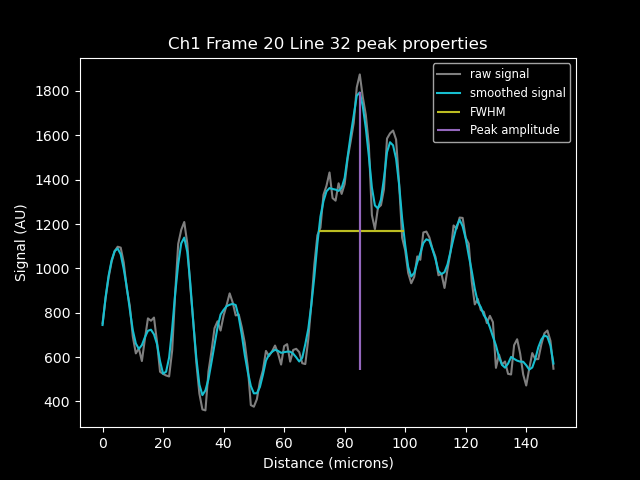 Ch1 Frame 20 Line 32 peak properties
raw signal
smoothed signal
FWHM
Peak amplitude
Signal (AU)
1800
1600
1400
1200
1000
800
600
400
0 20 40 60 80 100 120 140
Distance (microns)